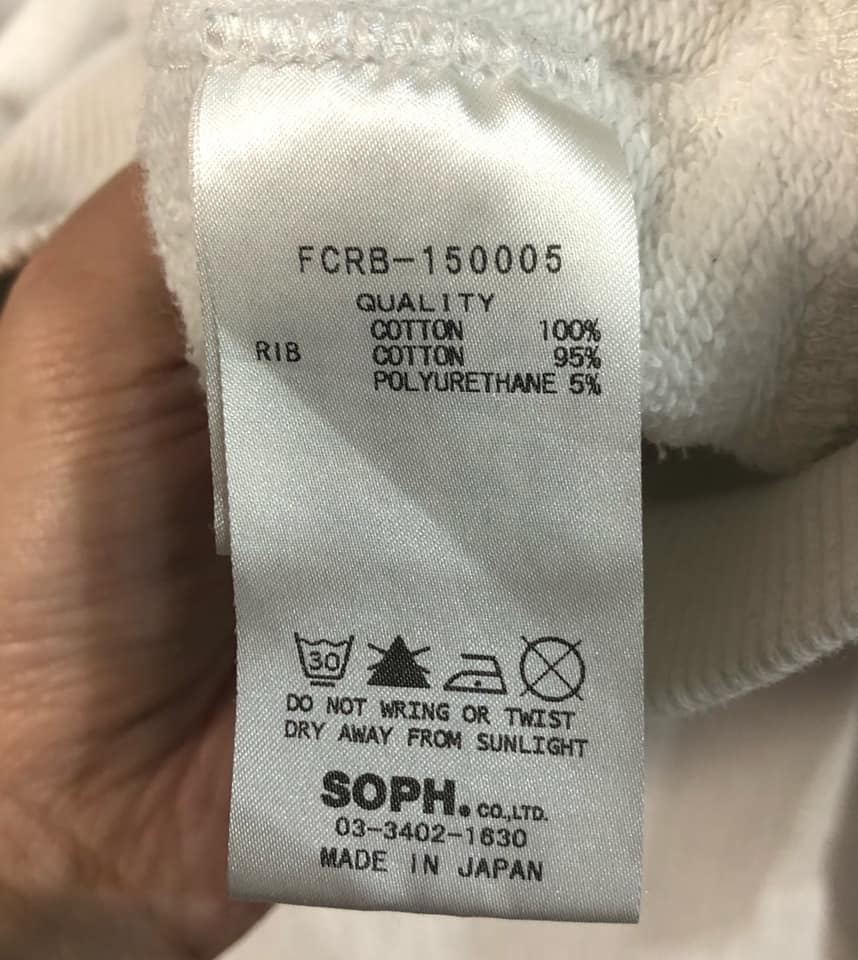 FCRB-150005
QUALITY
COTTON 100%
RIB COTTON 95%
POLYURETHANE 5%
30
DO NOT WRING OR TWIST
DRY AWAY FROM SUNLIGHT
SOPH.® CO.,LTD.
03-3402-1630
MADE IN JAPAN